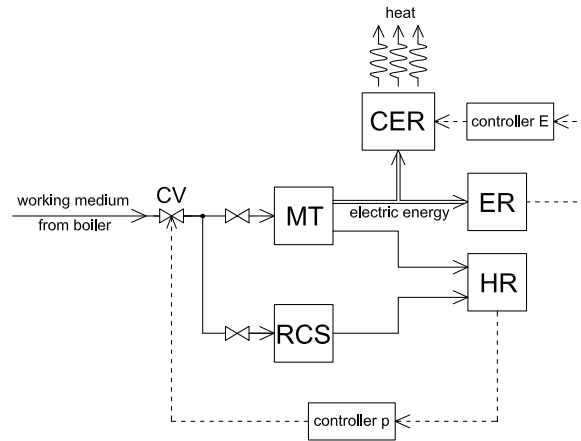 heat
CER
controller E
working medium
from boiler
CV
MT
electric energy
ER
HR
RCS
controller p